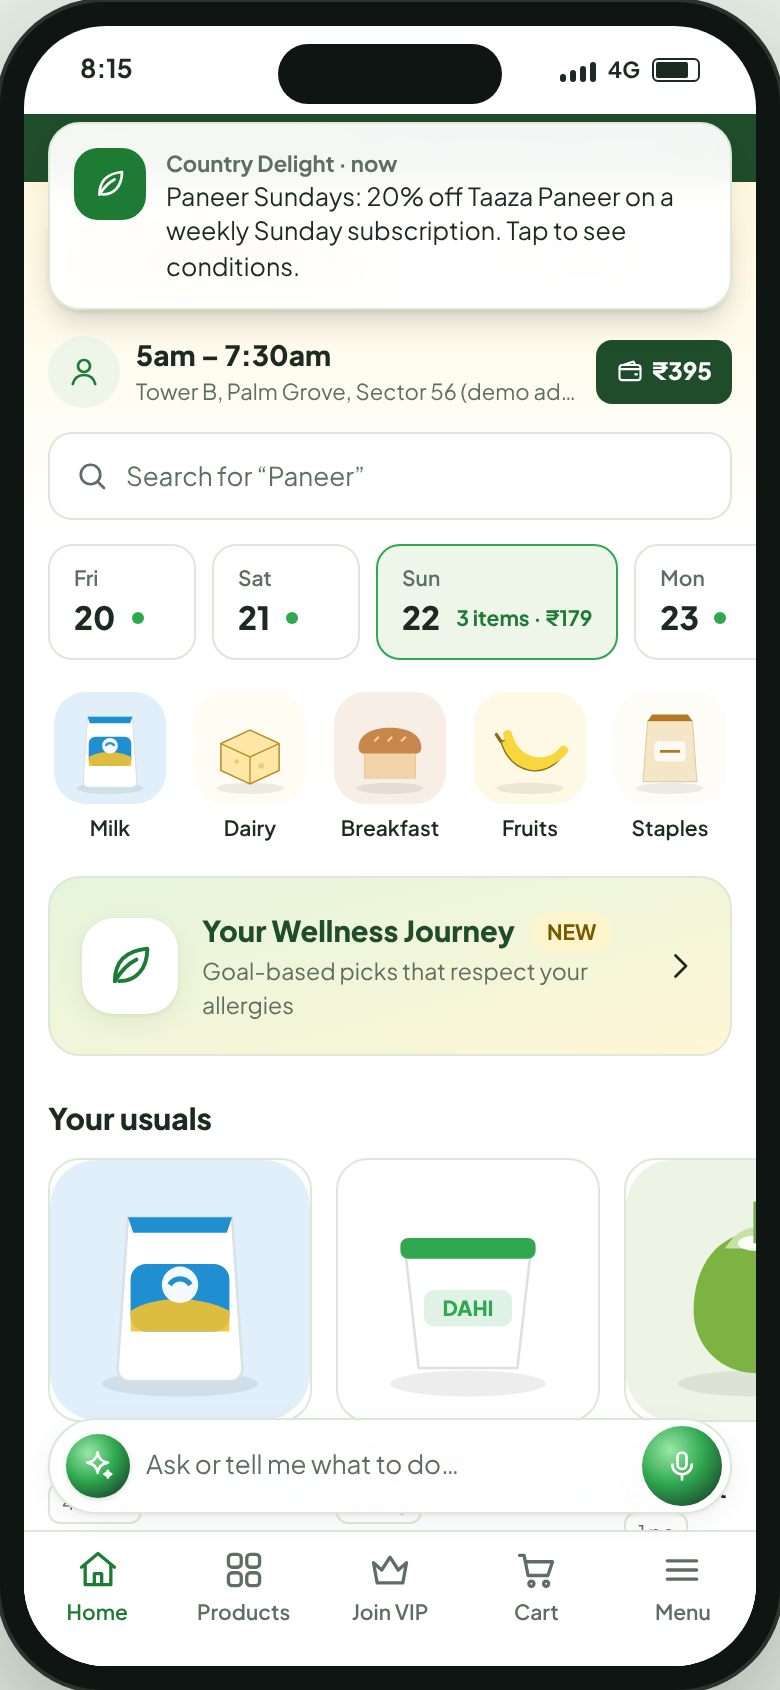 8:15
4G
Country Delight · now
Paneer Sundays: 20% off Taaza Paneer on a
weekly Sunday subscription. Tap to see
conditions.
5am – 7:30am
Tower B, Palm Grove, Sector 56 (demo ad...
₹395
Search for “Paneer”
Fri
20
Sat
21
Sun
22 3 items · ₹179
Mon
23
Milk
Dairy
Breakfast
Fruits
Staples
Your Wellness Journey NEW
Goal-based picks that respect your
allergies
Your usuals
DAHI
Ask or tell me what to do...
Home
Products
Join VIP
Cart
Menu